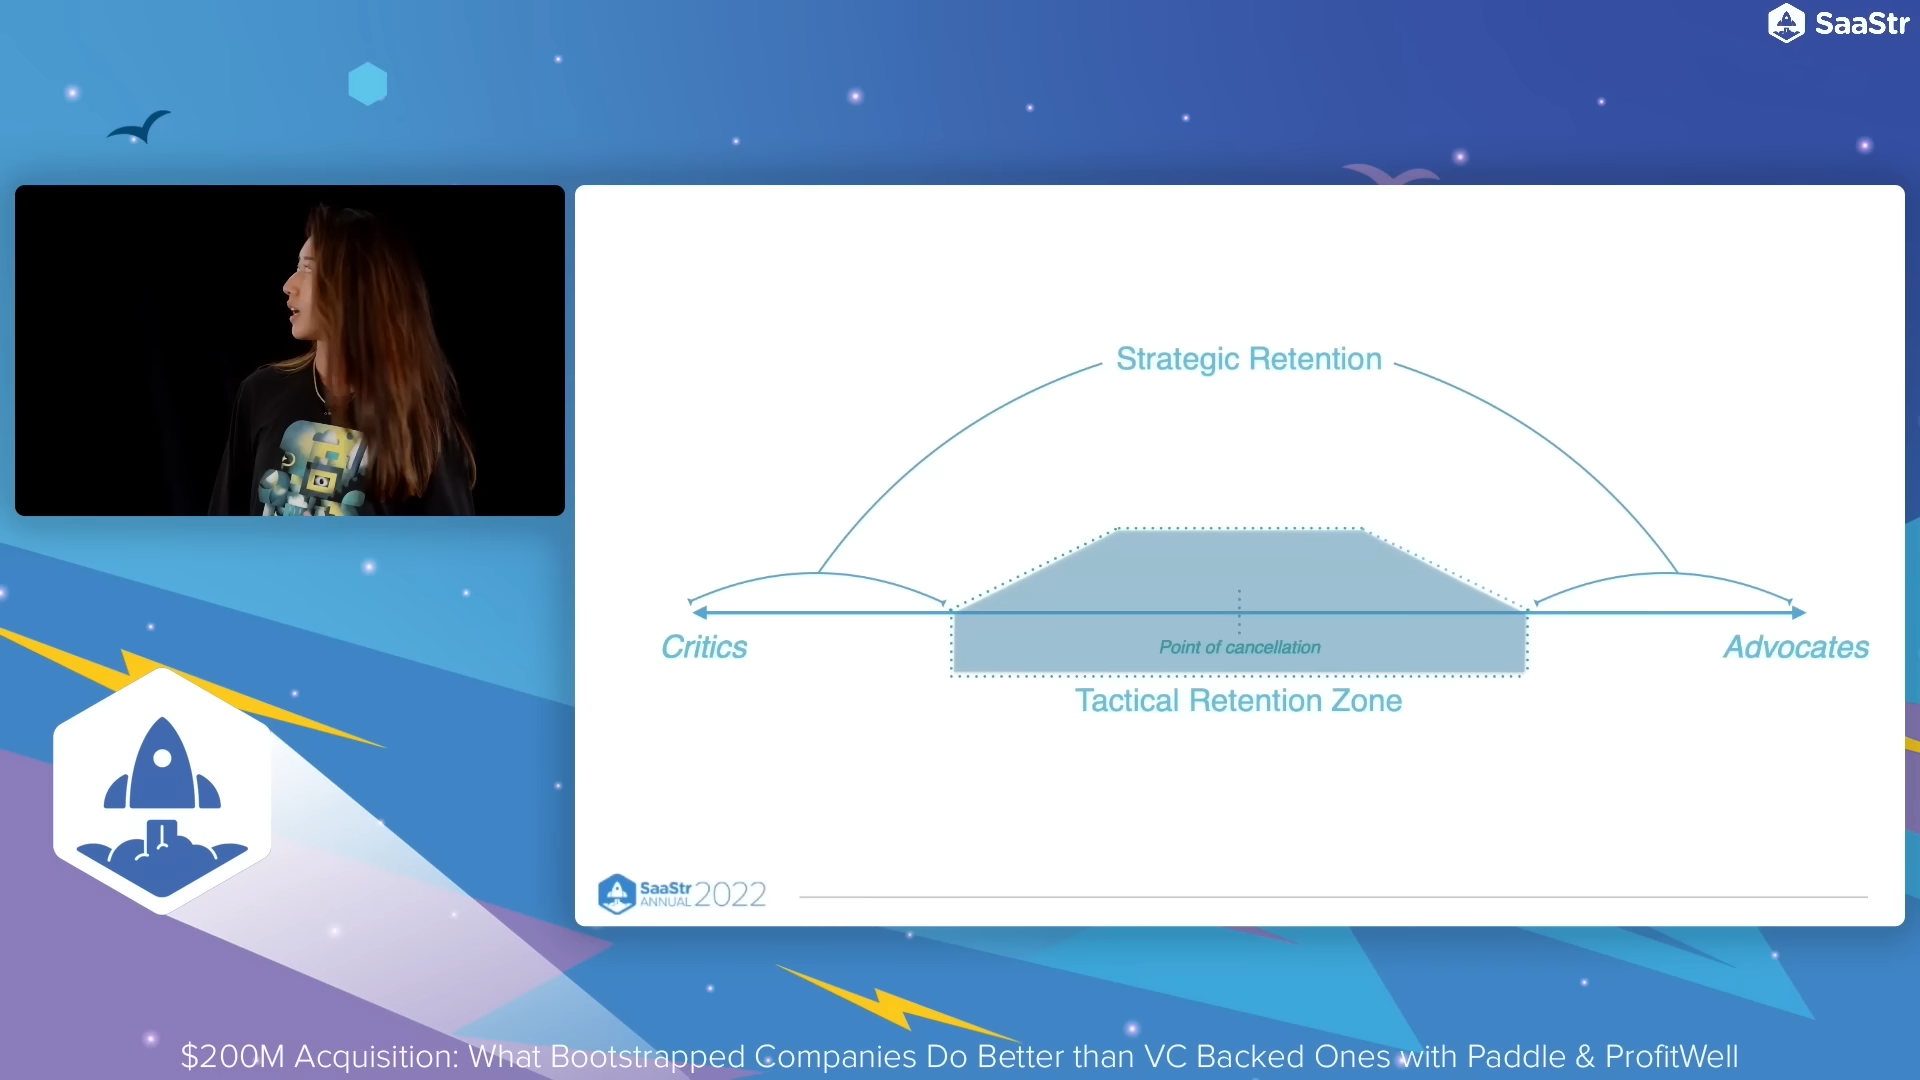 SaaStr
Strategic Retention
Critics
Point of cancellation
Advocates
Tactical Retention Zone
SaaStr
ANNUAL 2022
$200M Acquisition: What Bootstrapped Companies Do Better than VC Backed Ones with Paddle & ProfitWell